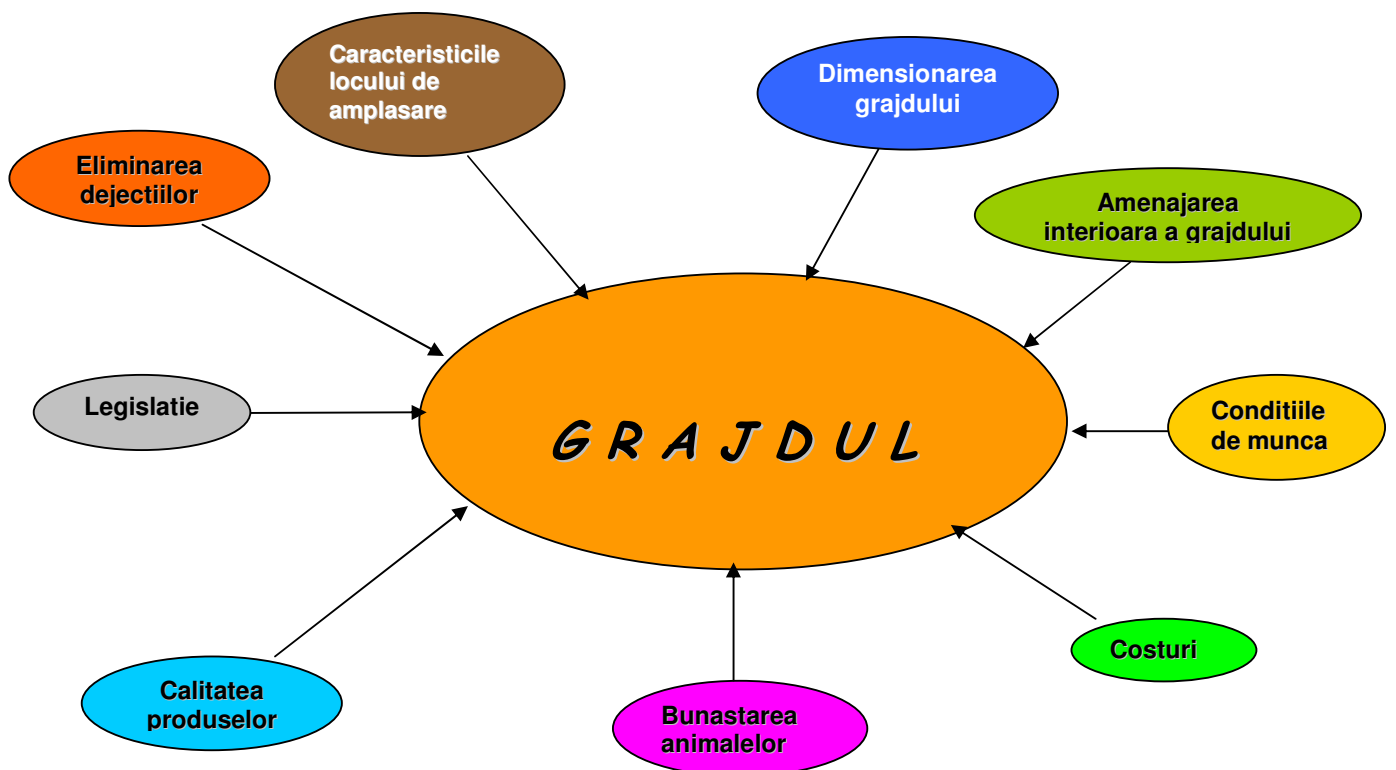 Caracteristicile
locului de
amplasare
Dimensionarea
grajdului
Eliminarea
dejectiilor
Amenajarea
interioara a grajdului
Legislatie
Conditiile
de munca
G R A J D U L
Costuri
Calitatea
produselor
Bunastarea
animalelor